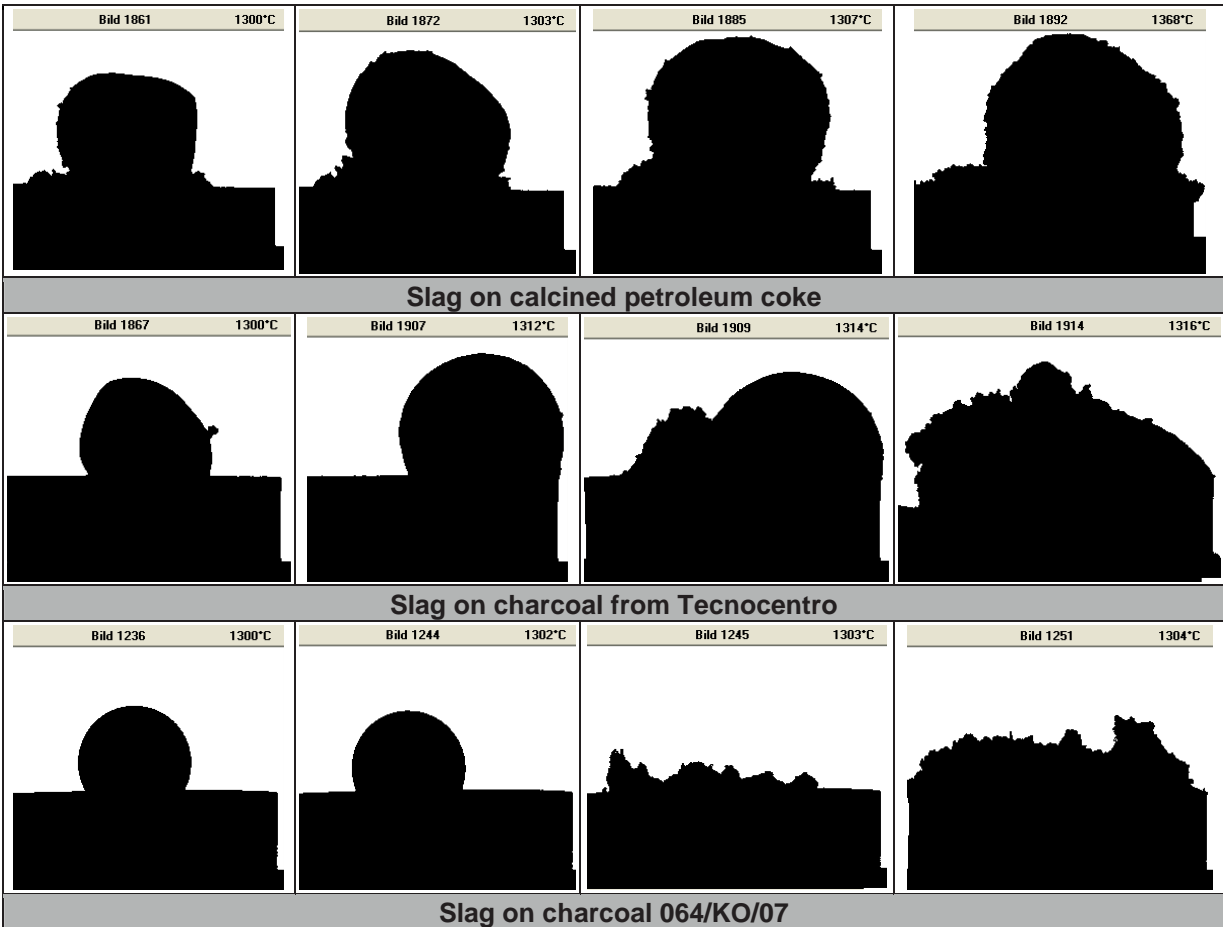 Bild 1861 1300°C Bild 1872 1303°C Bild 1885 1307°C Bild 1892 1368°C
Slag on calcined petroleum coke
Bild 1867 1300°C Bild 1907 1312°C Bild 1909 1314°C Bild 1914 1316°C
Slag on charcoal from Tecnocentro
Bild 1236 1300°C Bild 1244 1302°C Bild 1245 1303°C Bild 1251 1304°C
Slag on charcoal 064/KO/07